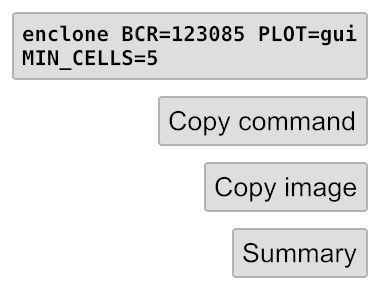 enclone BCR=123085 PLOT=gui
MIN_CELLS=5
Copy command
Copy image
Summary